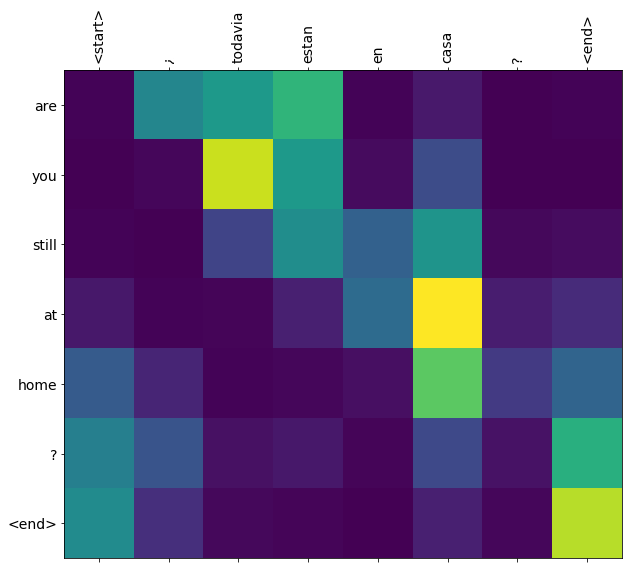 <start> ¿ todavia estan en casa ? <end>
are
you
still
at
home
?
<end>